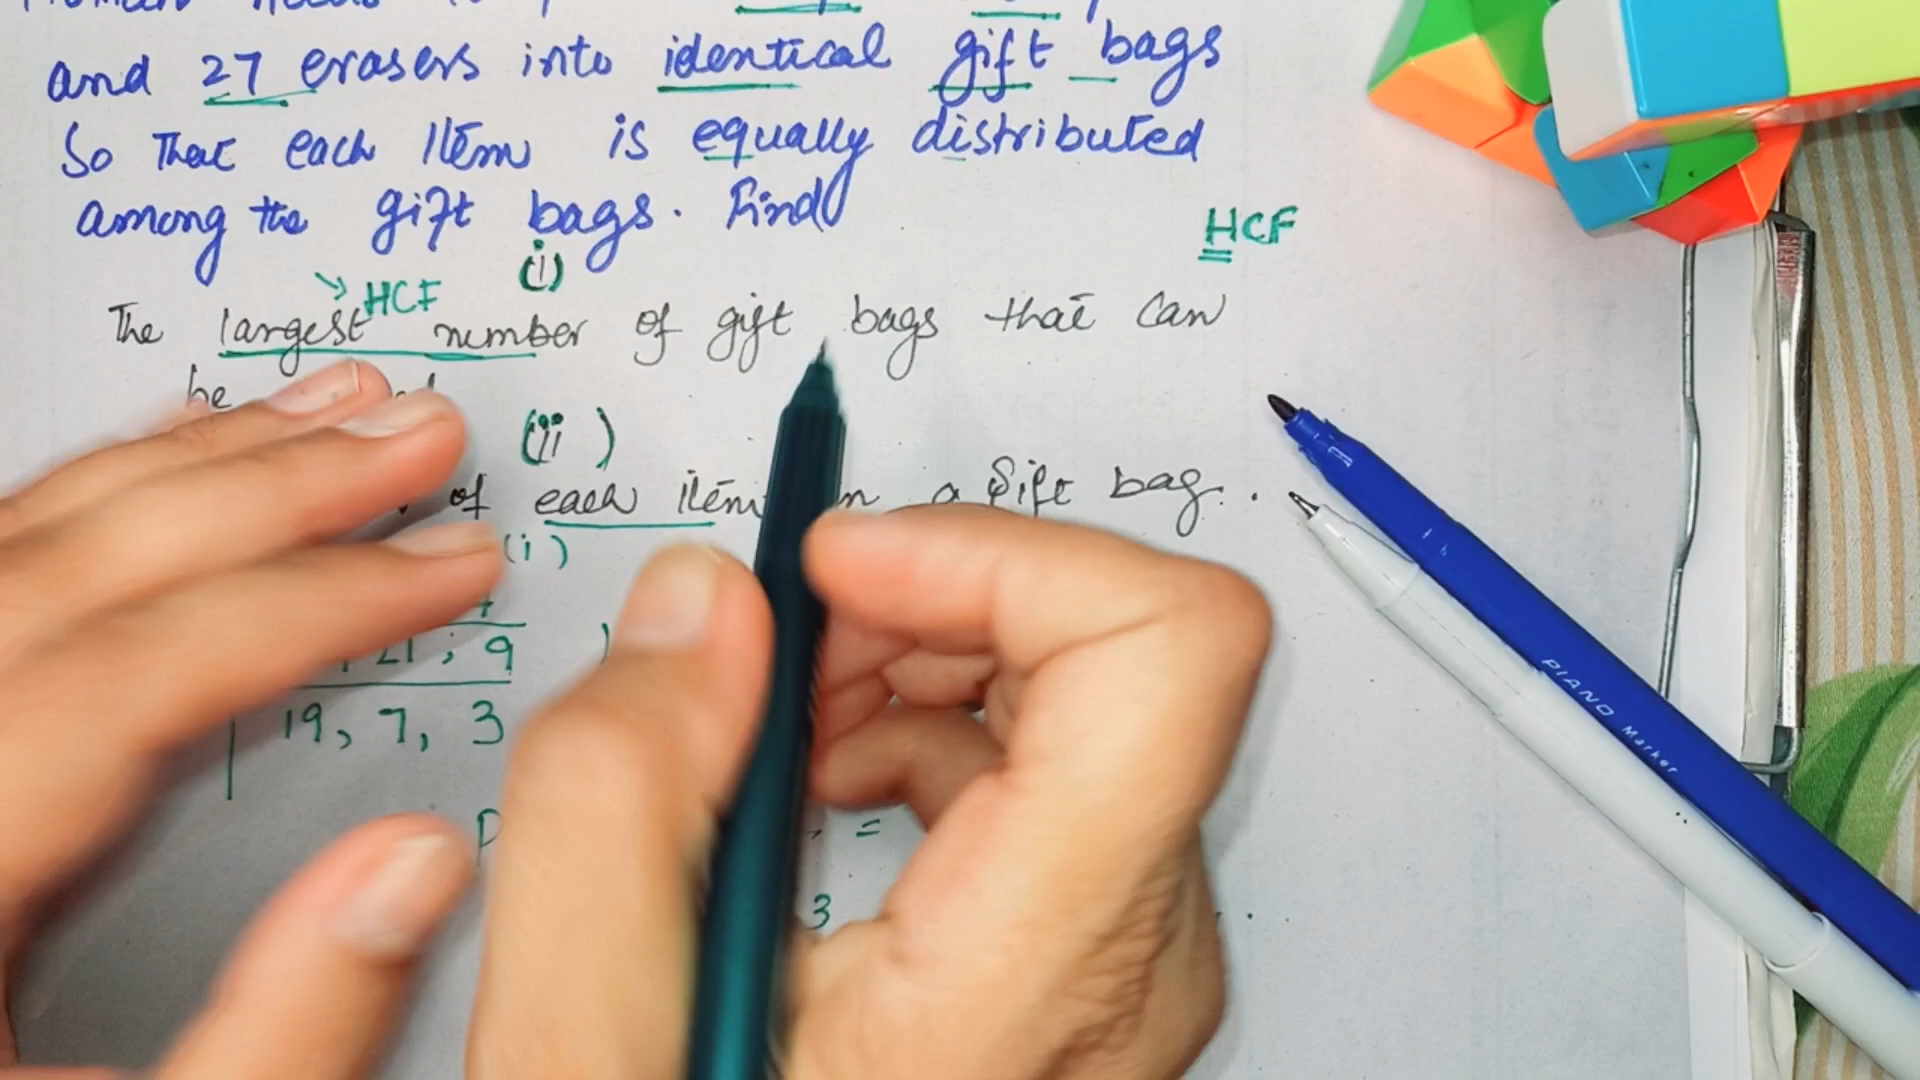 and 27 erasers into identical gift bags
So that each item is equally distributed
among the gift bags. Find
HCF
(i)
HCF
The largest number of gift bags that can
be
(ii)
of each item a Gift bag.
(i)
21, 9
19, 7, 3
=
3
PIANO Marker